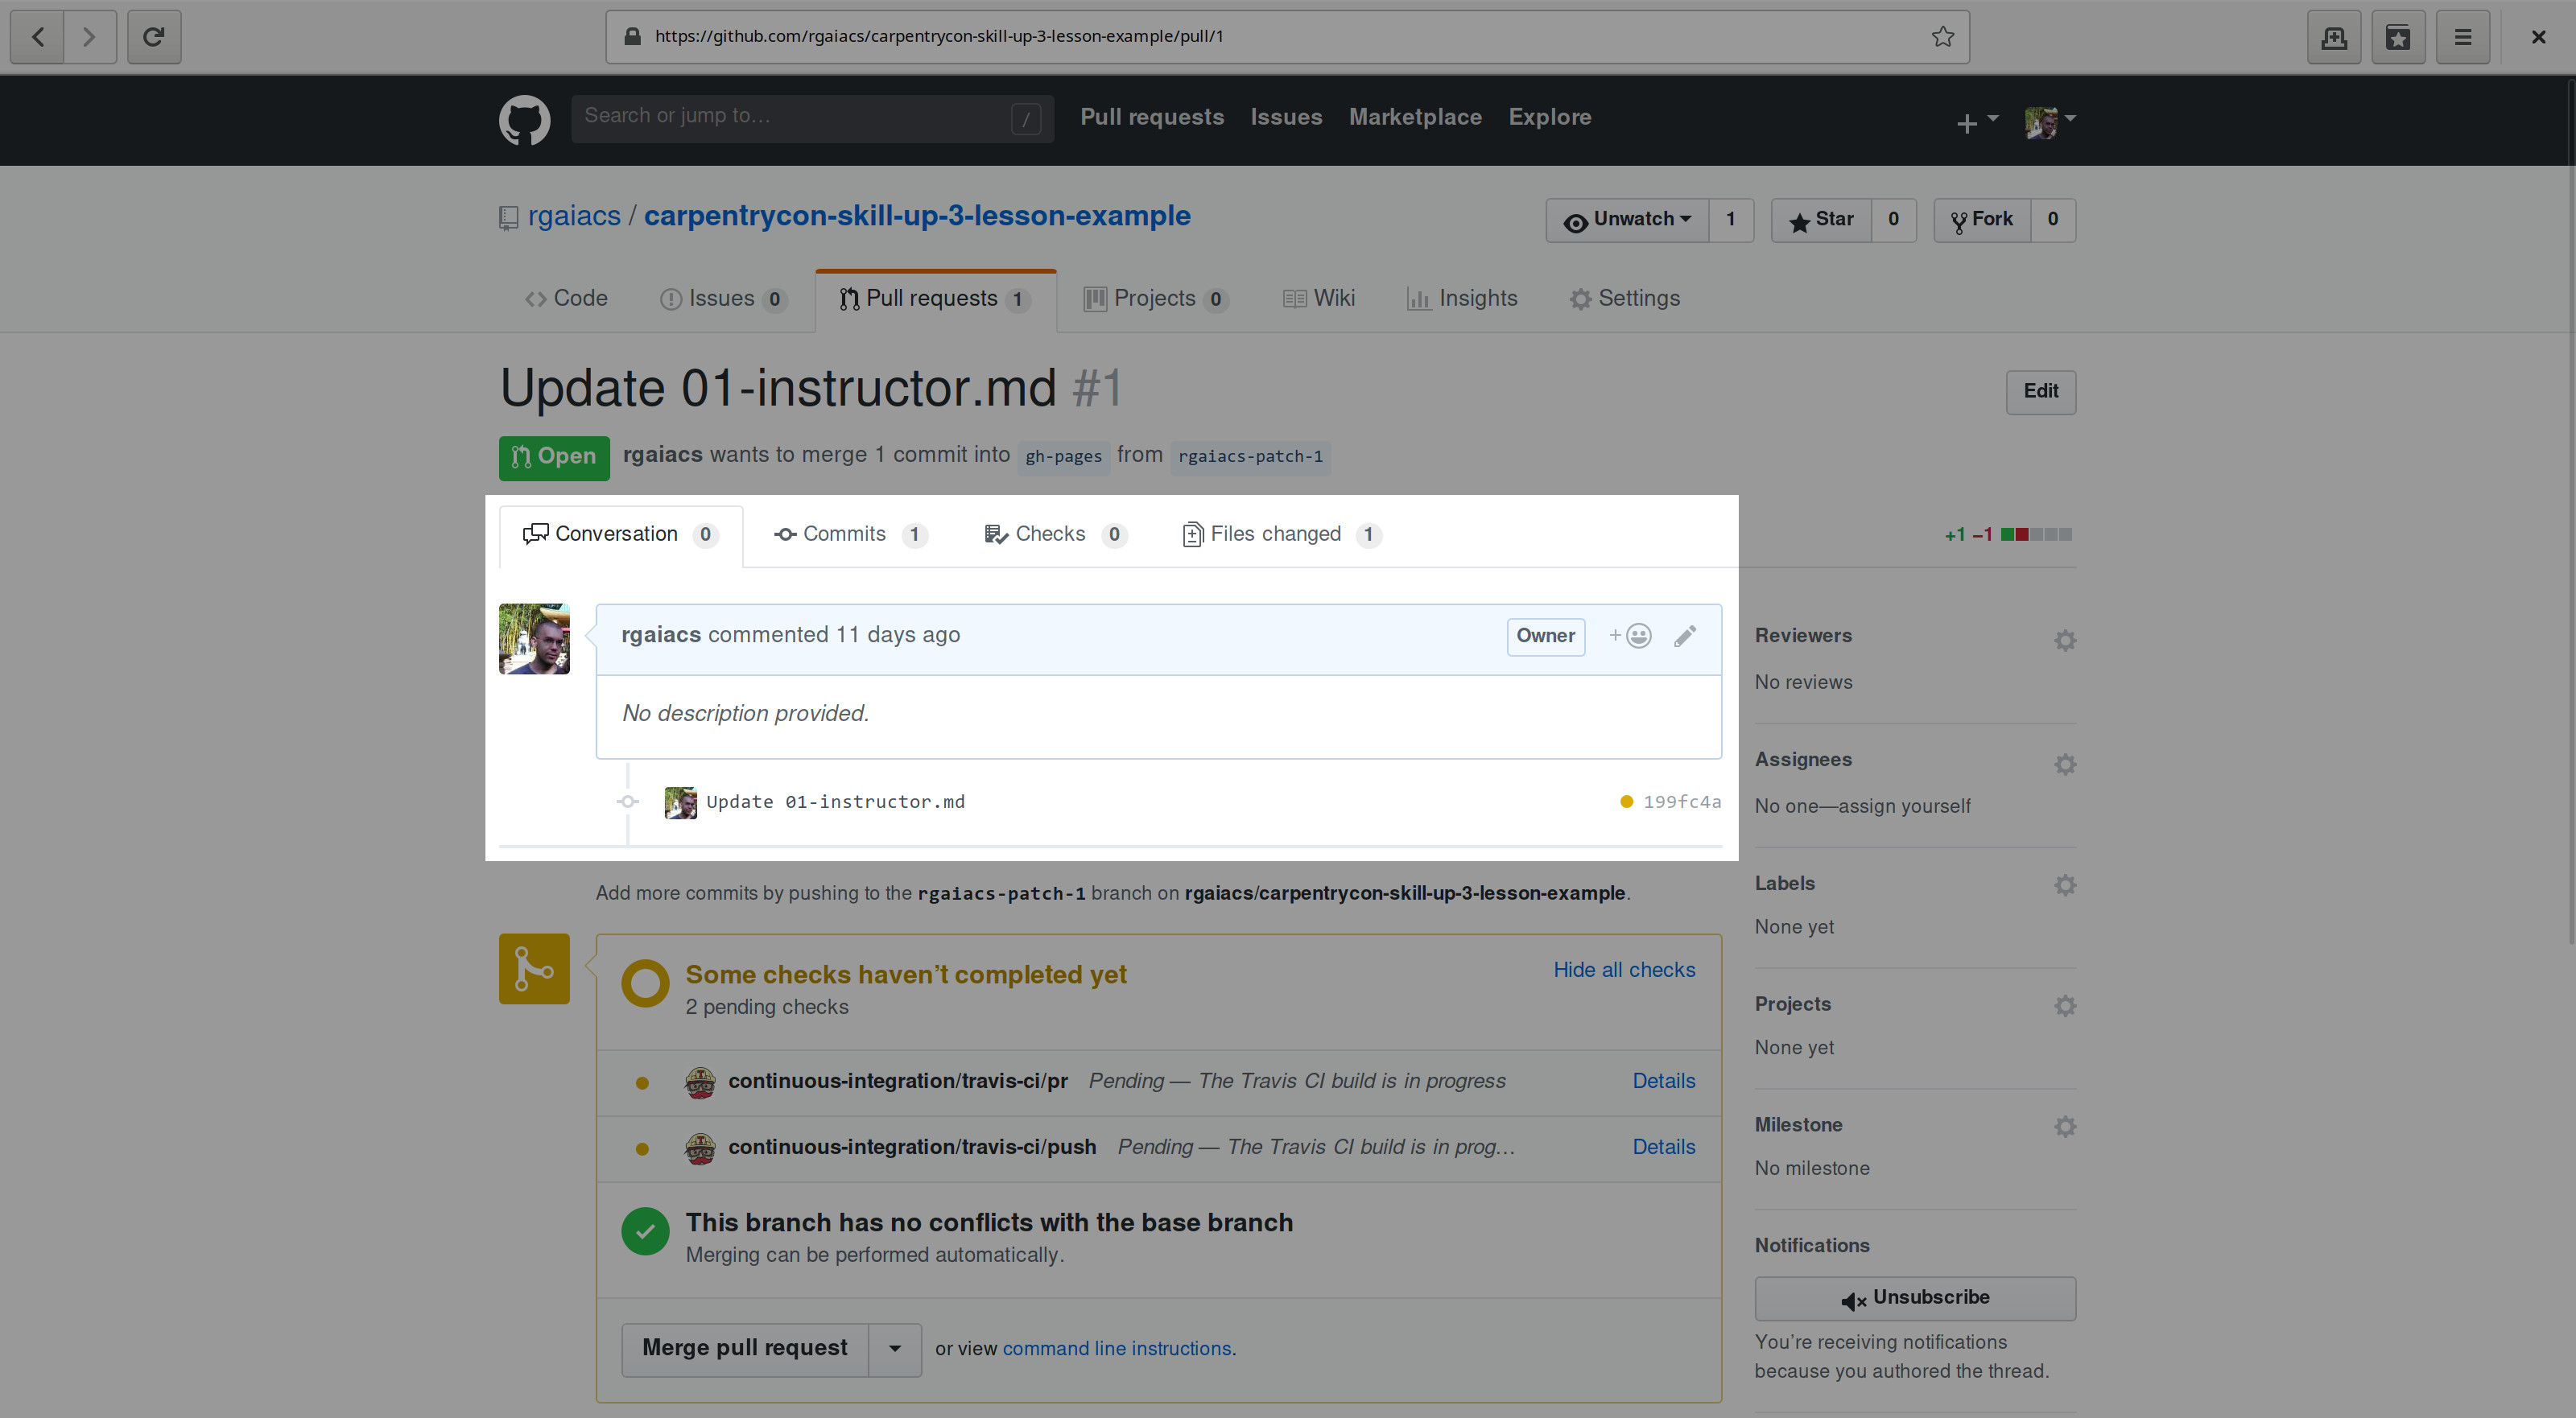 https://github.com/rgaiacs/carpentrycon-skill-up-3-lesson-example/pull/1
Search or jump to… / Pull requests Issues Marketplace Explore
rgaiacs / carpentrycon-skill-up-3-lesson-example Unwatch 1 Star 0 Fork 0
Code Issues 0 Pull requests 1 Projects 0 Wiki Insights Settings
Update 01-instructor.md #1 Edit
Open rgaiacs wants to merge 1 commit into gh-pages from rgaiacs-patch-1
Conversation 0 Commits 1 Checks 0 Files changed 1 +1 −1
rgaiacs commented 11 days ago Owner
No description provided.
Update 01-instructor.md 199fc4a
Add more commits by pushing to the rgaiacs-patch-1 branch on rgaiacs/carpentrycon-skill-up-3-lesson-example.
Some checks haven’t completed yet Hide all checks
2 pending checks
continuous-integration/travis-ci/pr Pending — The Travis CI build is in progress Details
continuous-integration/travis-ci/push Pending — The Travis CI build is in prog… Details
This branch has no conflicts with the base branch
Merging can be performed automatically.
Merge pull request or view command line instructions.
Reviewers
No reviews
Assignees
No one—assign yourself
Labels
None yet
Projects
None yet
Milestone
No milestone
Notifications
Unsubscribe
You’re receiving notifications
because you authored the thread.